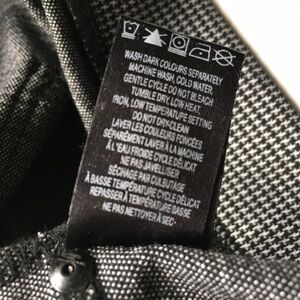 WASH DARK COLOURS SEPARATELY
MACHINE WASH, COLD WATER,
GENTLE CYCLE DO NOT BLEACH
TUMBLE DRY, LOW HEAT
IRON, LOW TEMPERATURE SETTING
DO NOT DRY-CLEAN
LAVER LES COULEURS FONCÉES
SÉPARÉMENT LAVER À LA MACHINE
À L'EAU FROIDE CYCLE DÉLICAT
NE PAS JAVELLISER
SÉCHAGE PAR CULBUTAGE
À BASSE TEMPÉRATURE CYCLE DÉLICAT
REPASSER À TEMPÉRATURE BASSE
NE PAS NETTOYER À SEC